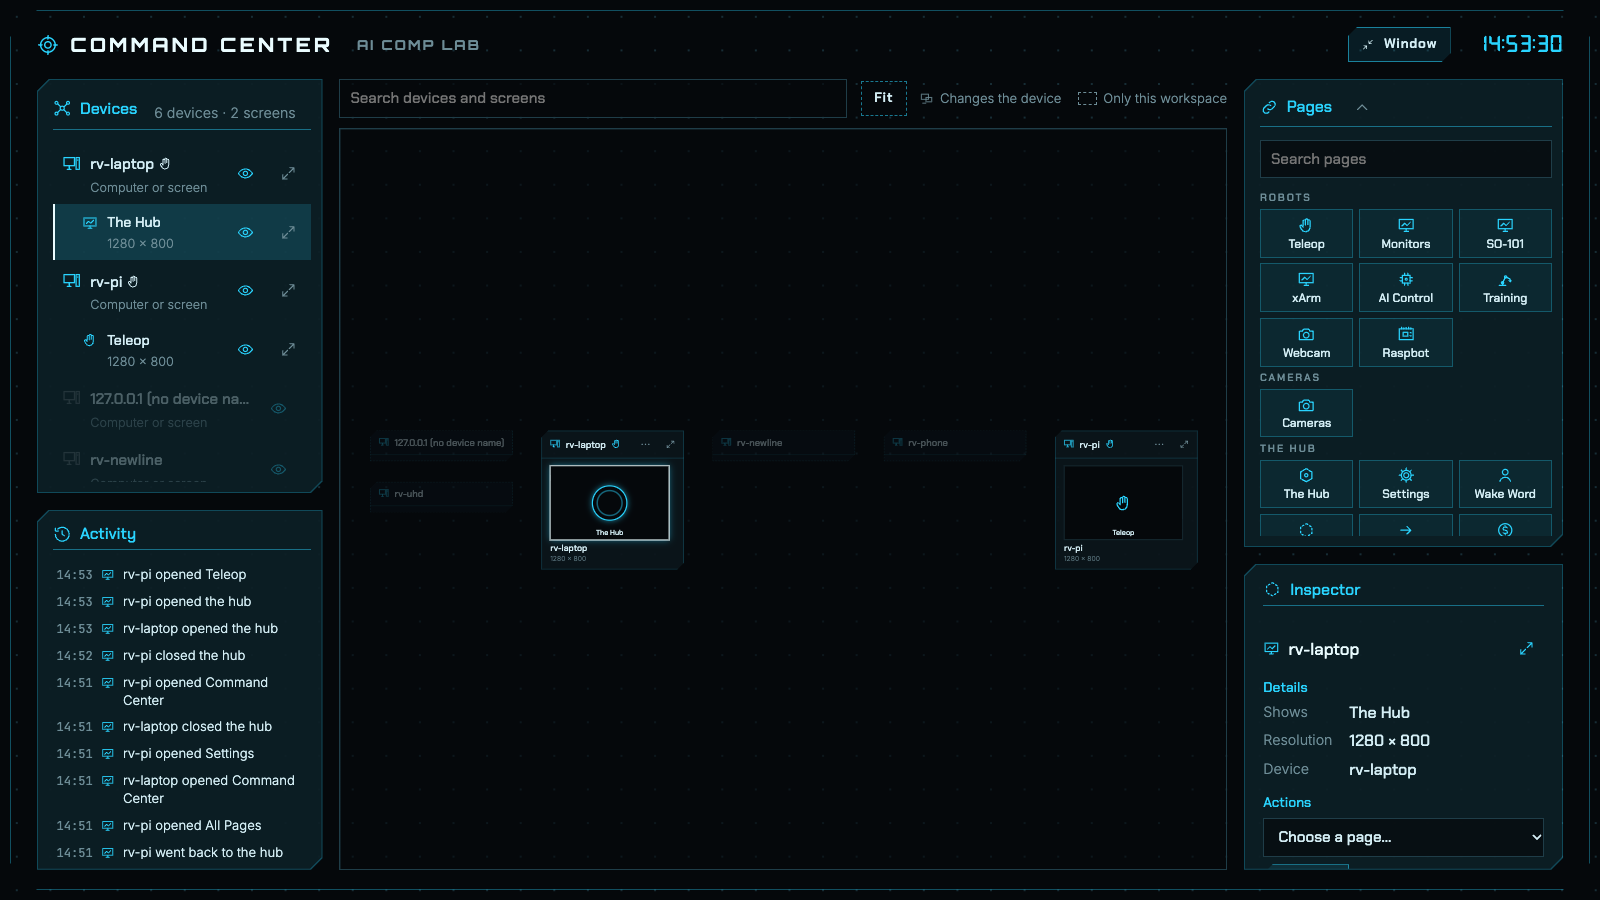 COMMAND CENTER
AI COMP LAB
Window
14:53:30
Devices
6 devices · 2 screens
rv-laptop
Computer or screen
The Hub
1280 × 800
rv-pi
Computer or screen
Teleop
1280 × 800
127.0.0.1 (no device na...
Computer or screen
rv-newline
Activity
14:53 rv-pi opened Teleop
14:53 rv-pi opened the hub
14:53 rv-laptop opened the hub
14:52 rv-pi closed the hub
14:51 rv-pi opened Command
Center
14:51 rv-laptop closed the hub
14:51 rv-pi opened Settings
14:51 rv-laptop opened Command
Center
14:51 rv-pi opened All Pages
14:51 rv-pi went back to the hub
Search devices and screens
Fit
Changes the device
Only this workspace
127.0.0.1 (no device name)
rv-uhd
rv-laptop
The Hub
rv-laptop
1280 × 800
rv-newline
rv-phone
rv-pi
Teleop
rv-pi
1280 × 800
Pages
Search pages
ROBOTS
Teleop
Monitors
SO-101
xArm
AI Control
Training
Webcam
Raspbot
CAMERAS
Cameras
THE HUB
The Hub
Settings
Wake Word
Inspector
rv-laptop
Details
Shows The Hub
Resolution 1280 × 800
Device rv-laptop
Actions
Choose a page...